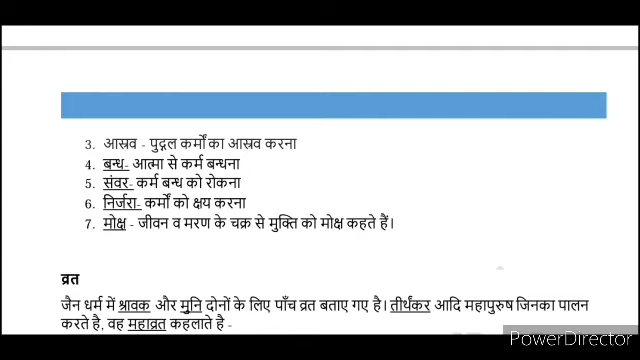 3. आस्रव - पुद्गल कर्मों का आस्रव करना
4. बन्ध- आत्मा से कर्म बन्धना
5. संवर- कर्म बन्ध को रोकना
6. निर्जरा- कर्मों को क्षय करना
7. मोक्ष - जीवन व मरण के चक्र से मुक्ति को मोक्ष कहते हैं।
व्रत
जैन धर्म में श्रावक और मुनि दोनों के लिए पाँच व्रत बताए गए है। तीर्थंकर आदि महापुरुष जिनका पालन
करते है, वह महाव्रत कहलाते है -
PowerDirector